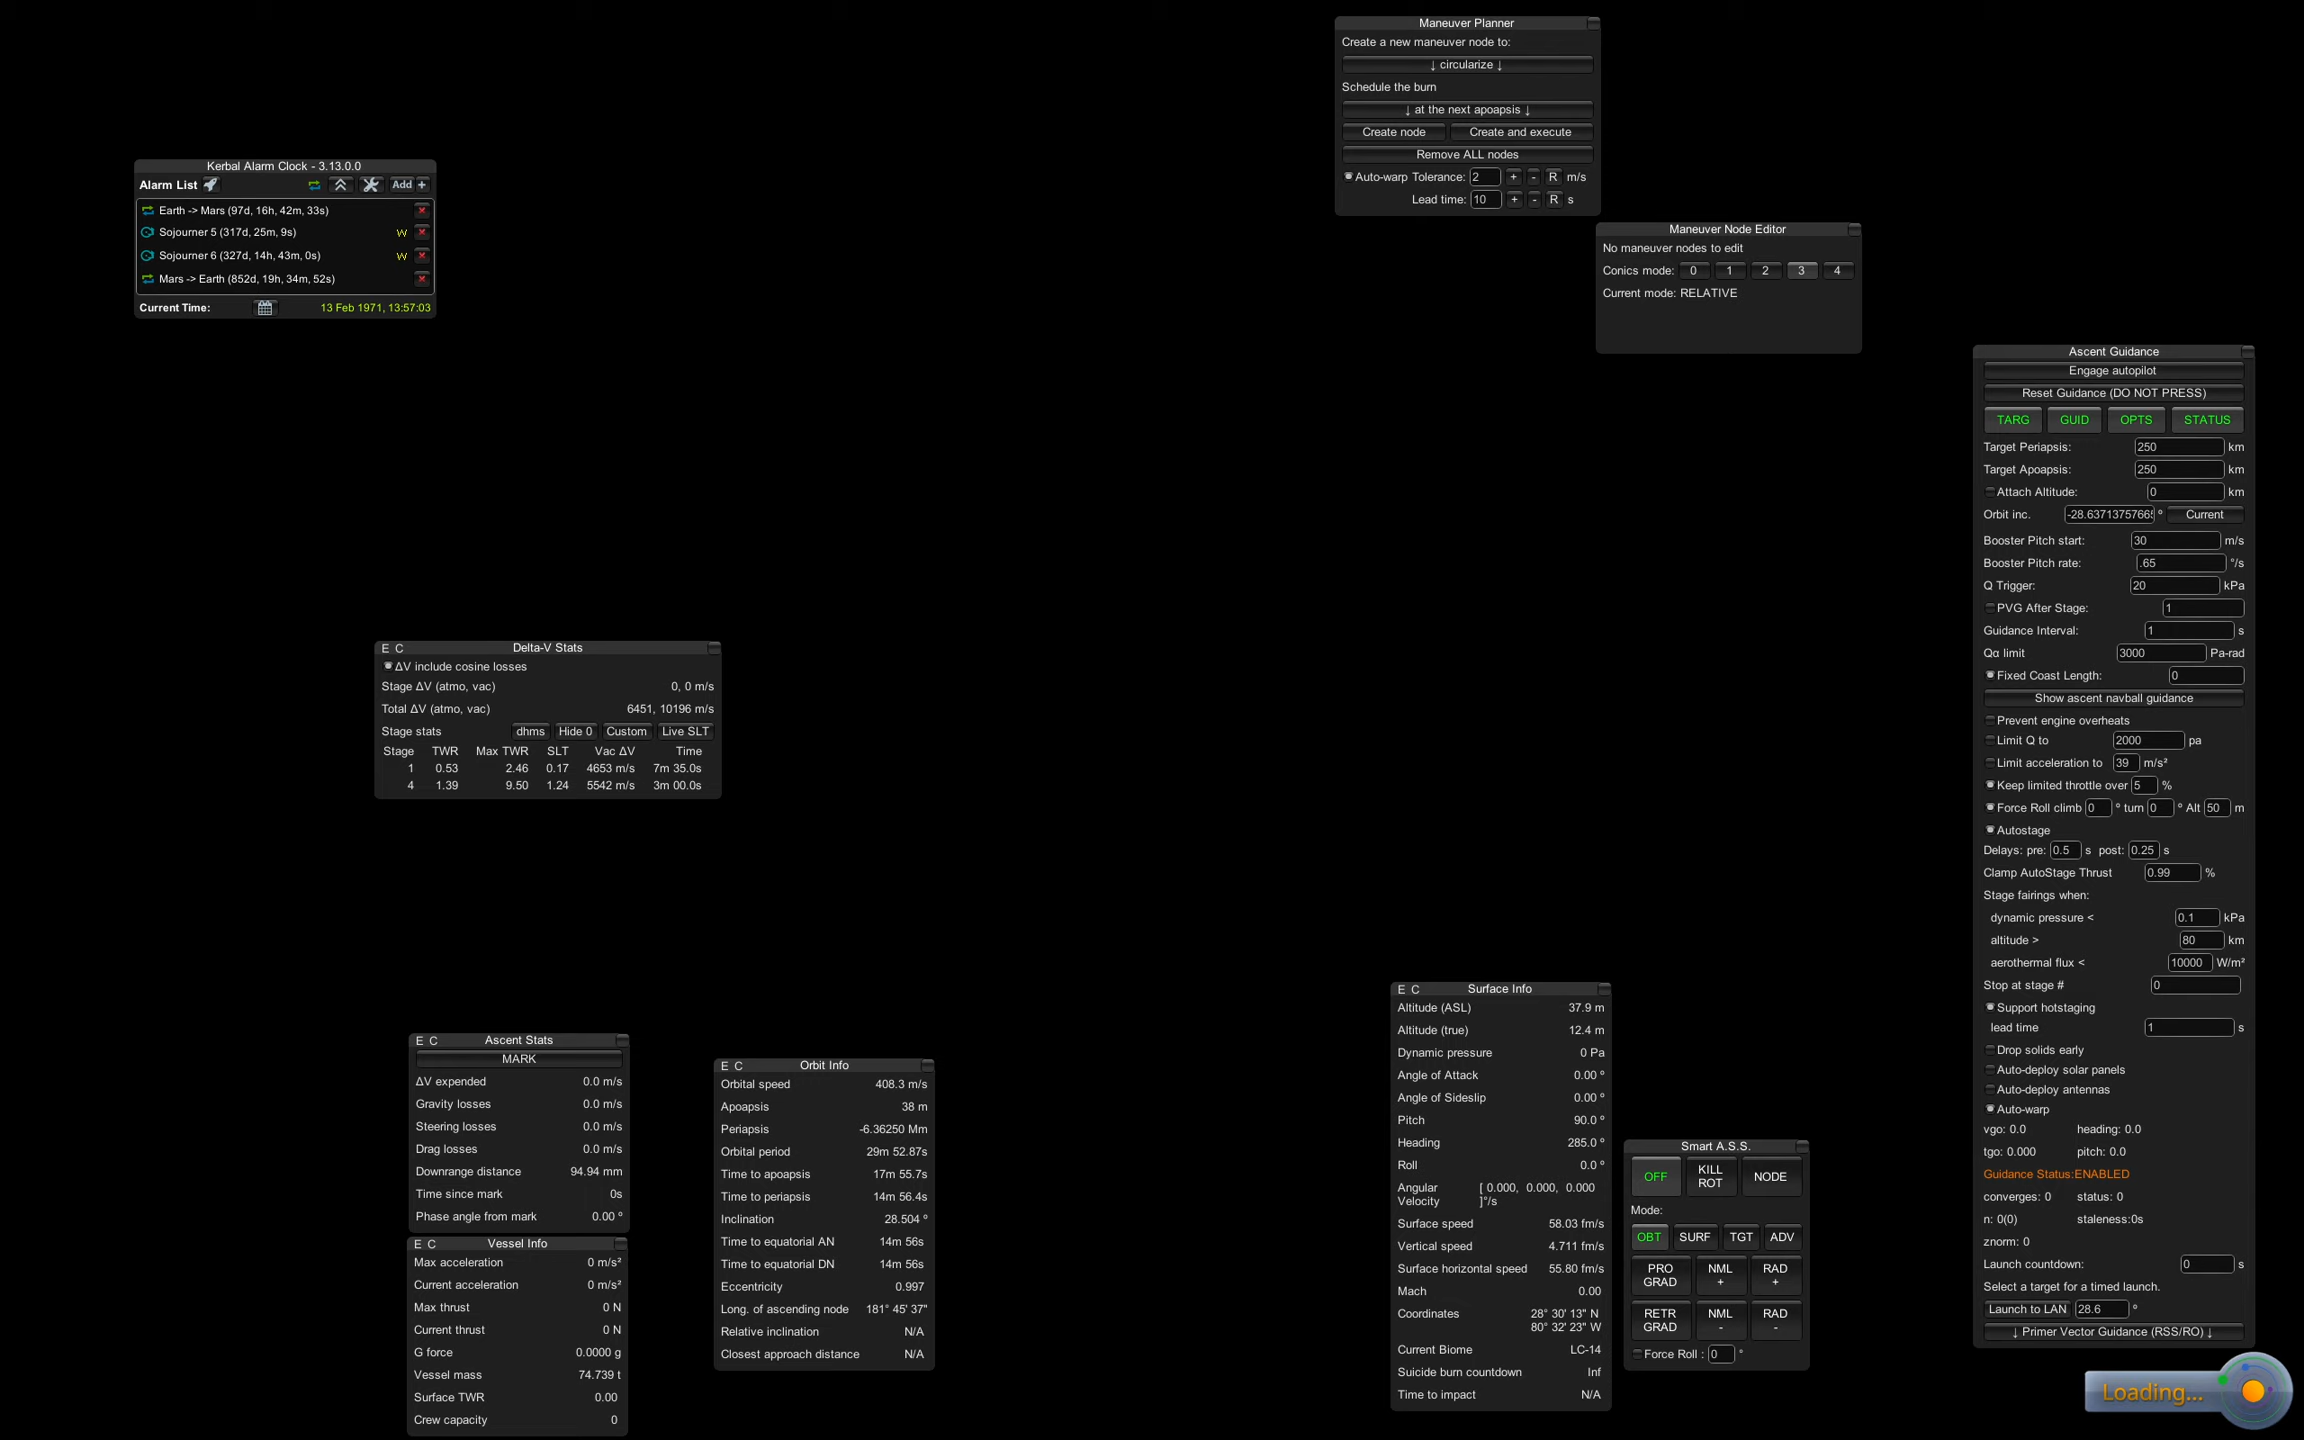 Maneuver Planner
Create a new maneuver node to:
↓ circularize ↓
Schedule the burn
↓ at the next apoapsis ↓
Create node Create and execute
Remove ALL nodes
Auto-warp Tolerance: 2 + - R m/s
Lead time: 10 + - R s
Kerbal Alarm Clock - 3.13.0.0
Alarm List Add +
Earth -> Mars (97d, 16h, 42m, 33s)
Sojourner 5 (317d, 25m, 9s) W
Sojourner 6 (327d, 14h, 43m, 0s) W
Mars -> Earth (852d, 19h, 34m, 52s)
Current Time: 13 Feb 1971, 13:57:03
Maneuver Node Editor
No maneuver nodes to edit
Conics mode: 0 1 2 3 4
Current mode: RELATIVE
Ascent Guidance
Engage autopilot
Reset Guidance (DO NOT PRESS)
TARG GUID OPTS STATUS
Target Periapsis: 250 km
Target Apoapsis: 250 km
Attach Altitude: 0 km
Orbit inc. -28.6371375766 º Current
Booster Pitch start: 30 m/s
Booster Pitch rate: .65 °/s
Q Trigger: 20 kPa
PVG After Stage: 1
Guidance Interval: 1 s
Qα limit 3000 Pa-rad
Fixed Coast Length: 0
Show ascent navball guidance
Prevent engine overheats
Limit Q to 2000 pa
Limit acceleration to 39 m/s²
Keep limited throttle over 5 %
Force Roll climb 0 º turn 0 º Alt 50 m
Autostage
Delays: pre: 0.5 s post: 0.25 s
Clamp AutoStage Thrust 0.99 %
Stage fairings when:
dynamic pressure < 0.1 kPa
altitude > 80 km
aerothermal flux < 10000 W/m²
Stop at stage # 0
Support hotstaging
lead time 1 s
Drop solids early
Auto-deploy solar panels
Auto-deploy antennas
Auto-warp
vgo: 0.0 heading: 0.0
tgo: 0.000 pitch: 0.0
Guidance Status:ENABLED
converges: 0 status: 0
n: 0(0) staleness:0s
znorm: 0
Launch countdown: 0 s
Select a target for a timed launch.
Launch to LAN 28.6 º
↓ Primer Vector Guidance (RSS/RO) ↓
E C Delta-V Stats
ΔV include cosine losses
Stage ΔV (atmo, vac) 0, 0 m/s
Total ΔV (atmo, vac) 6451, 10196 m/s
Stage stats dhms Hide 0 Custom Live SLT
Stage TWR Max TWR SLT Vac ΔV Time
1 0.53 2.46 0.17 4653 m/s 7m 35.0s
4 1.39 9.50 1.24 5542 m/s 3m 00.0s
E C Ascent Stats
MARK
ΔV expended 0.0 m/s
Gravity losses 0.0 m/s
Steering losses 0.0 m/s
Drag losses 0.0 m/s
Downrange distance 94.94 mm
Time since mark 0s
Phase angle from mark 0.00 º
E C Vessel Info
Max acceleration 0 m/s²
Current acceleration 0 m/s²
Max thrust 0 N
Current thrust 0 N
G force 0.0000 g
Vessel mass 74.739 t
Surface TWR 0.00
Crew capacity 0
E C Orbit Info
Orbital speed 408.3 m/s
Apoapsis 38 m
Periapsis -6.36250 Mm
Orbital period 29m 52.87s
Time to apoapsis 17m 55.7s
Time to periapsis 14m 56.4s
Inclination 28.504 º
Time to equatorial AN 14m 56s
Time to equatorial DN 14m 56s
Eccentricity 0.997
Long. of ascending node 181° 45' 37"
Relative inclination N/A
Closest approach distance N/A
E C Surface Info
Altitude (ASL) 37.9 m
Altitude (true) 12.4 m
Dynamic pressure 0 Pa
Angle of Attack 0.00 º
Angle of Sideslip 0.00 º
Pitch 90.0 º
Heading 285.0 º
Roll 0.0 º
Angular Velocity [ 0.000, 0.000, 0.000 ]°/s
Surface speed 58.03 fm/s
Vertical speed 4.711 fm/s
Surface horizontal speed 55.80 fm/s
Mach 0.00
Coordinates 28° 30' 13" N
80° 32' 23" W
Current Biome LC-14
Suicide burn countdown Inf
Time to impact N/A
Smart A.S.S.
OFF KILL ROT NODE
Mode:
OBT SURF TGT ADV
PRO GRAD NML + RAD +
RETR GRAD NML - RAD -
Force Roll : 0 °
Loading...